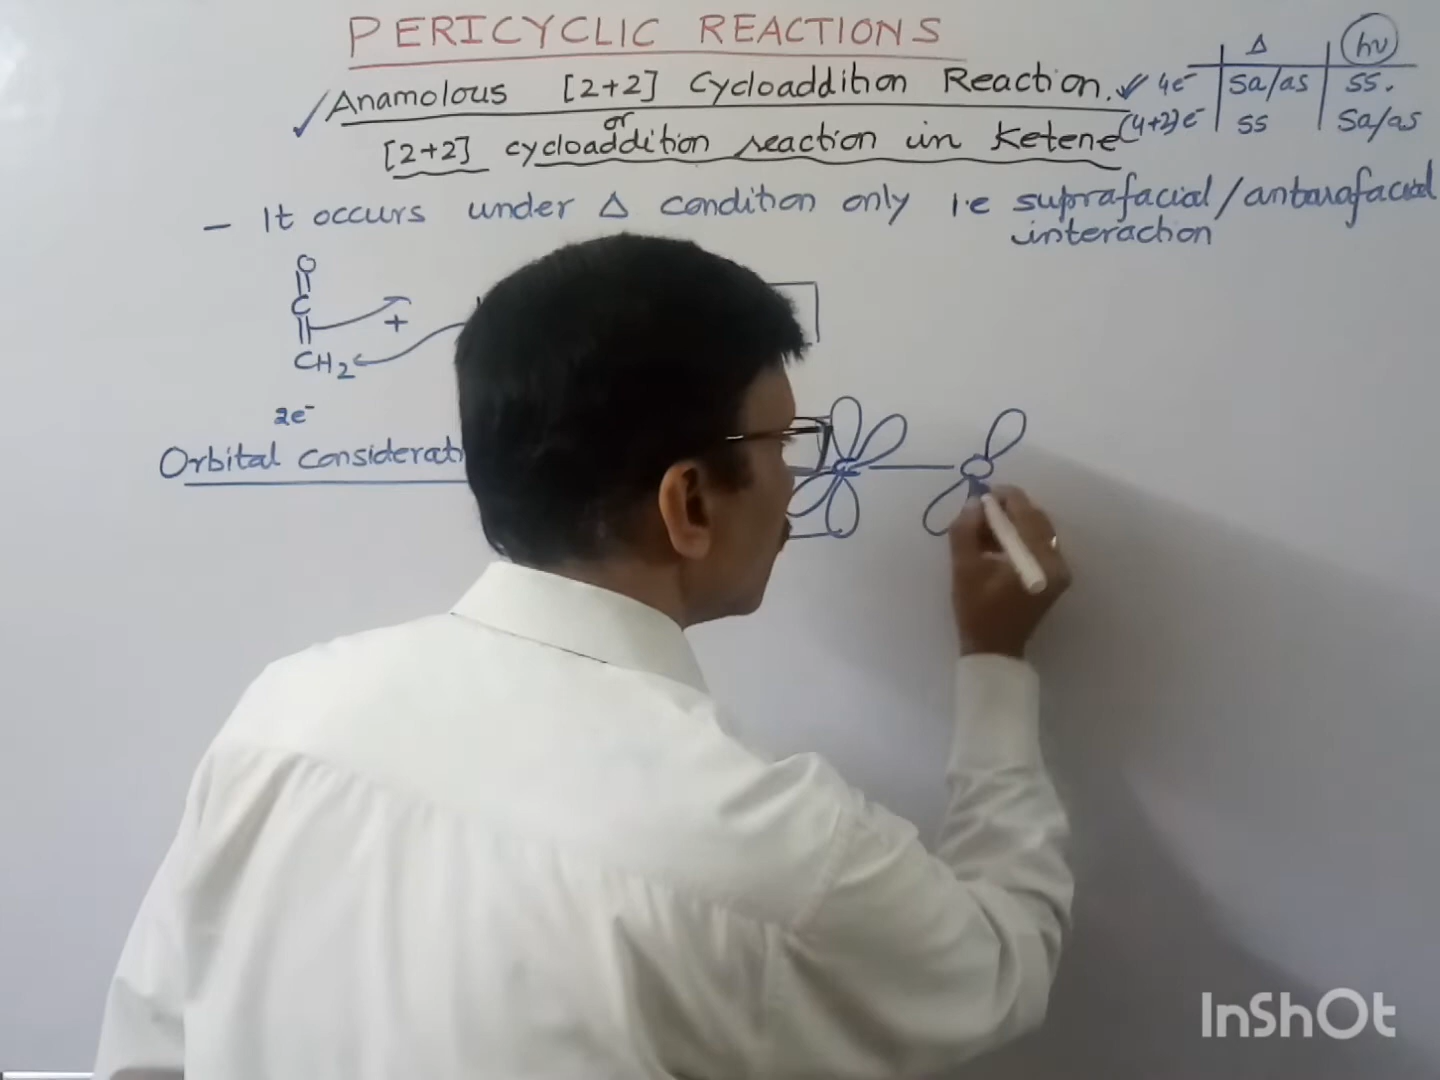 PERICYCLIC REACTIONS
Anamolous [2+2] Cycloaddition Reaction.
or
[2+2] cycloaddition reaction in Ketene
Δ hν
4e⁻ sa/as ss.
(4+2)e⁻ ss sa/as
- It occurs under Δ condition only i.e suprafacial/antarafacial
interaction
O
C
+
CH₂
2e⁻
Orbital considerati
C
InShOt